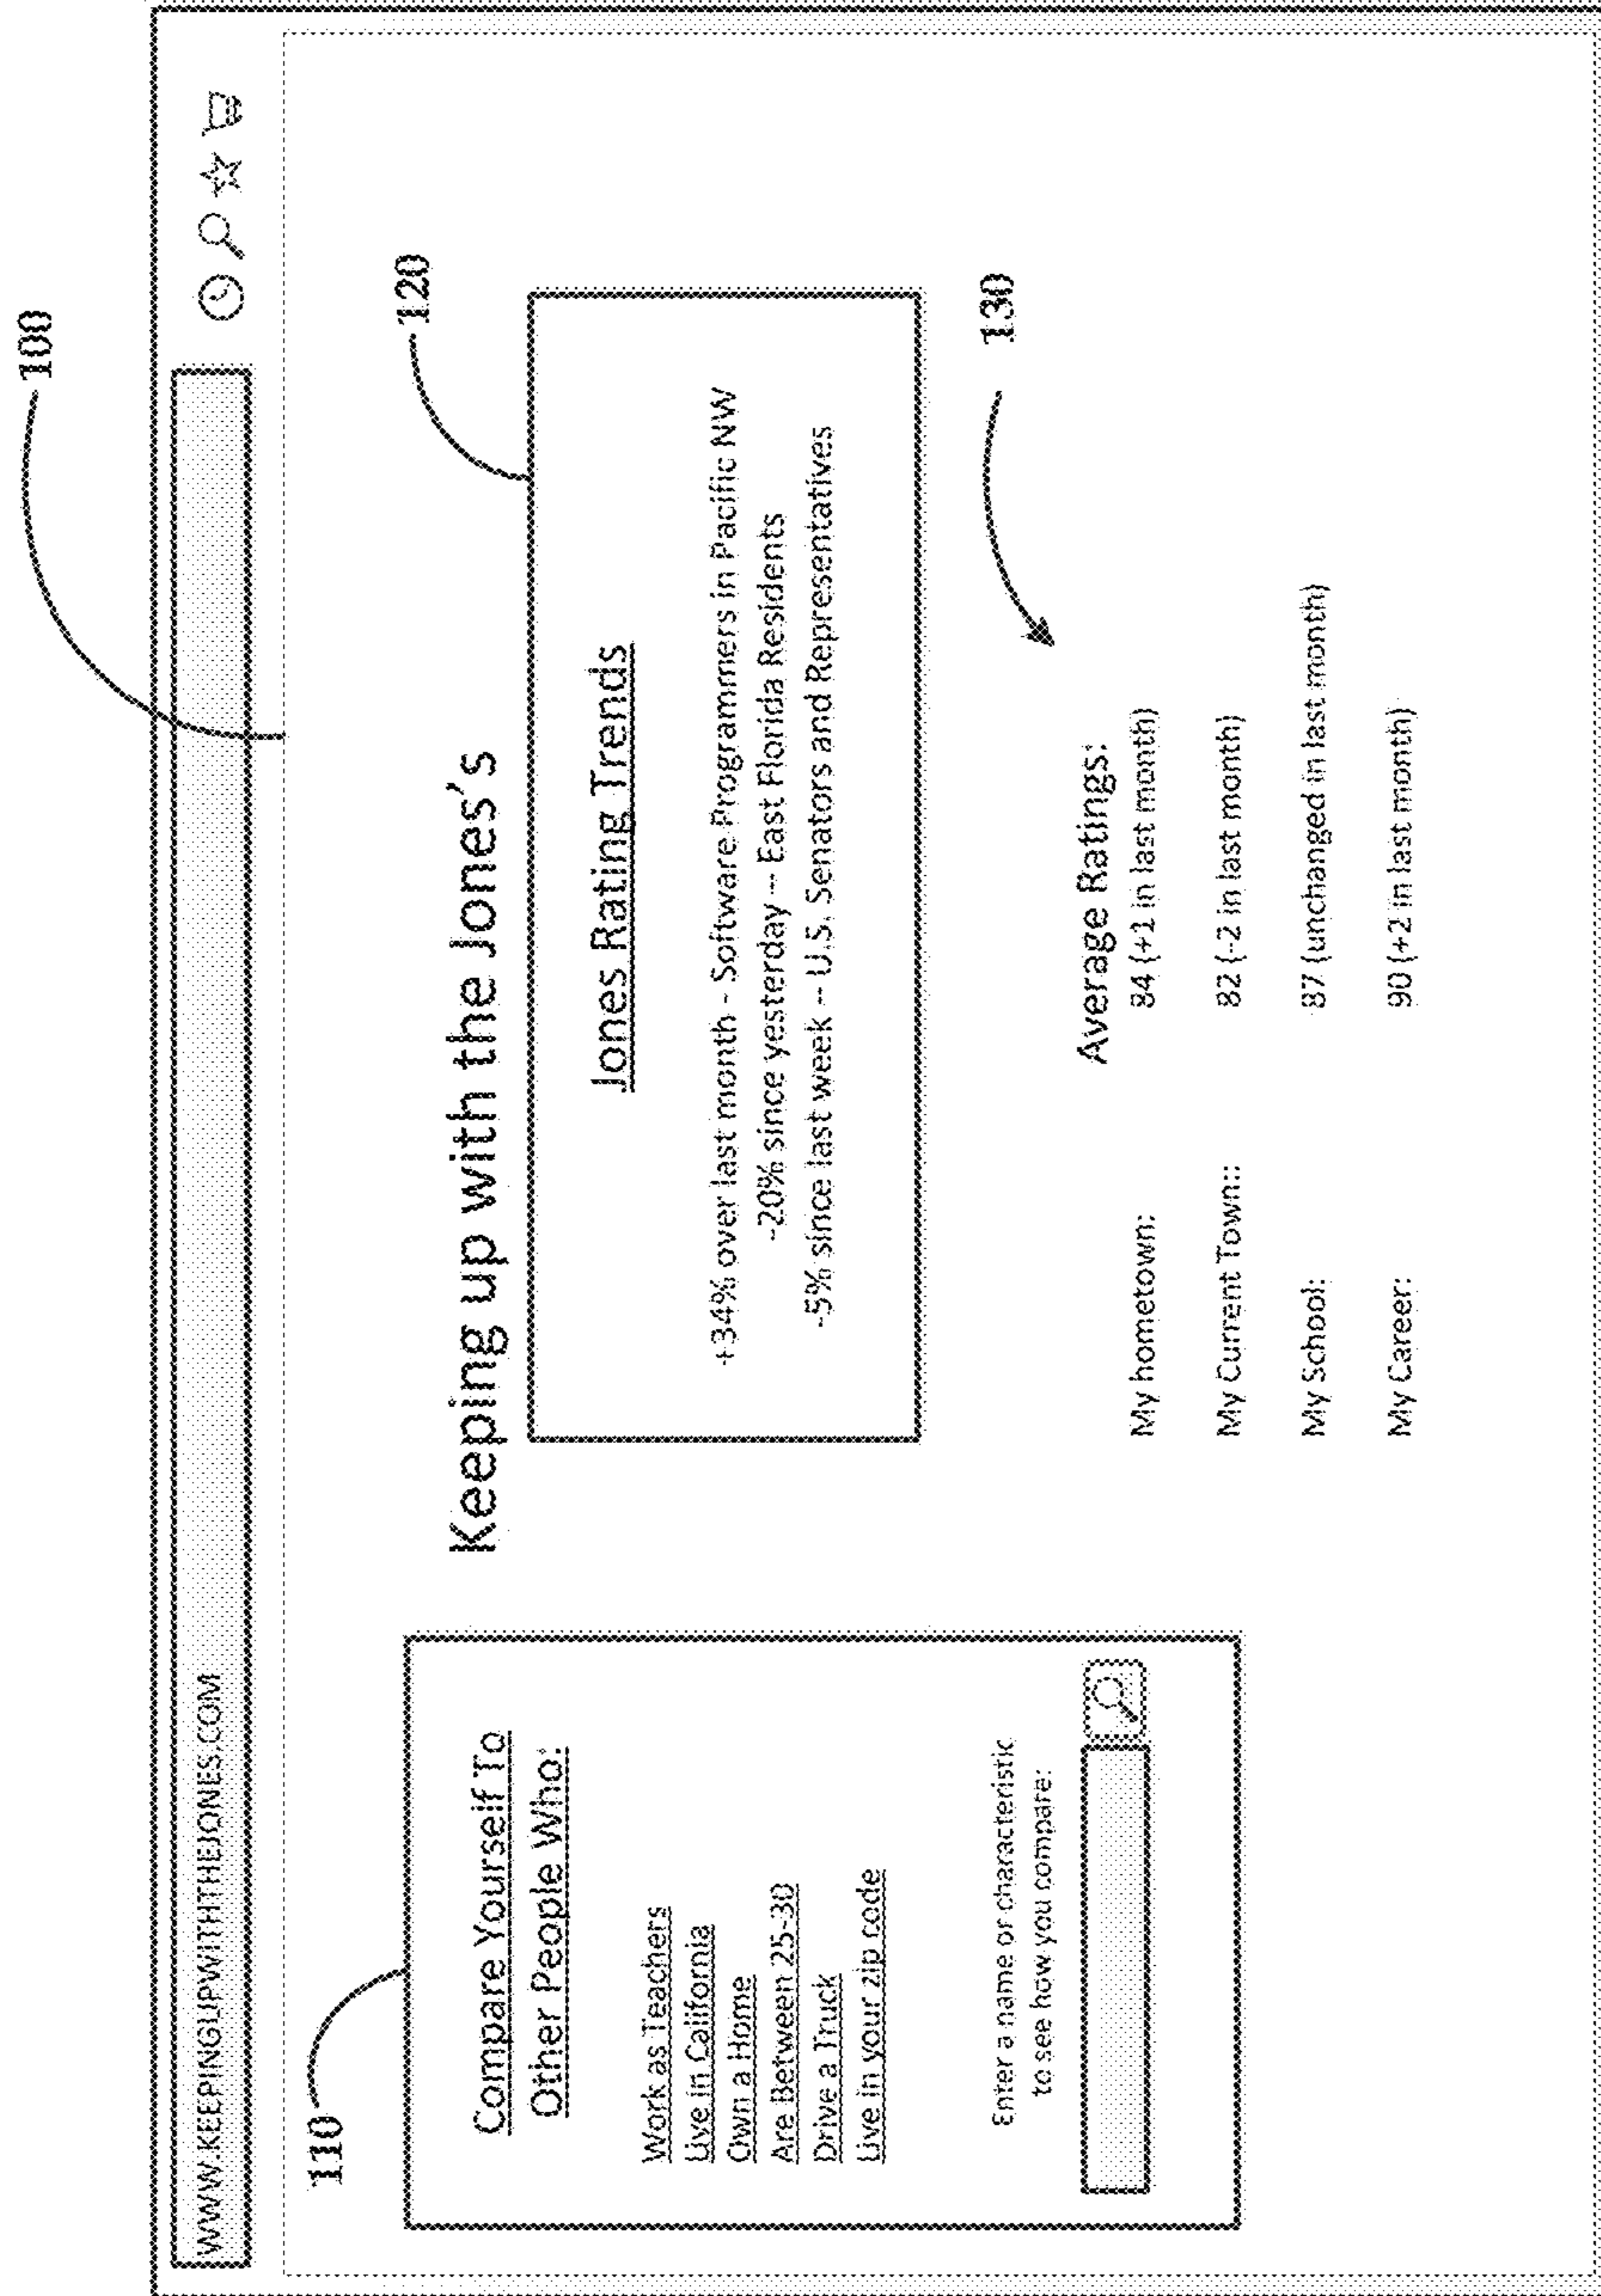 100
WWW.KEEPINGUPWITHTHEJONES.COM
110
Compare Yourself To
Other People Who:
Work as Teachers
Live in California
Own a Home
Are Between 25-30
Drive a Truck
Live in your zip code
Enter a name or characteristic
to see how you compare:
Keeping up with the Jones's
120
Jones Rating Trends
+34% over last month - Software Programmers in Pacific NW
-20% since yesterday -- East Florida Residents
-5% since last week -- U.S. Senators and Representatives
130
Average Ratings:
My hometown: 84 (+1 in last month)
My Current Town:: 82 (-2 in last month)
My School: 87 (unchanged in last month)
My Career: 90 (+2 in last month)